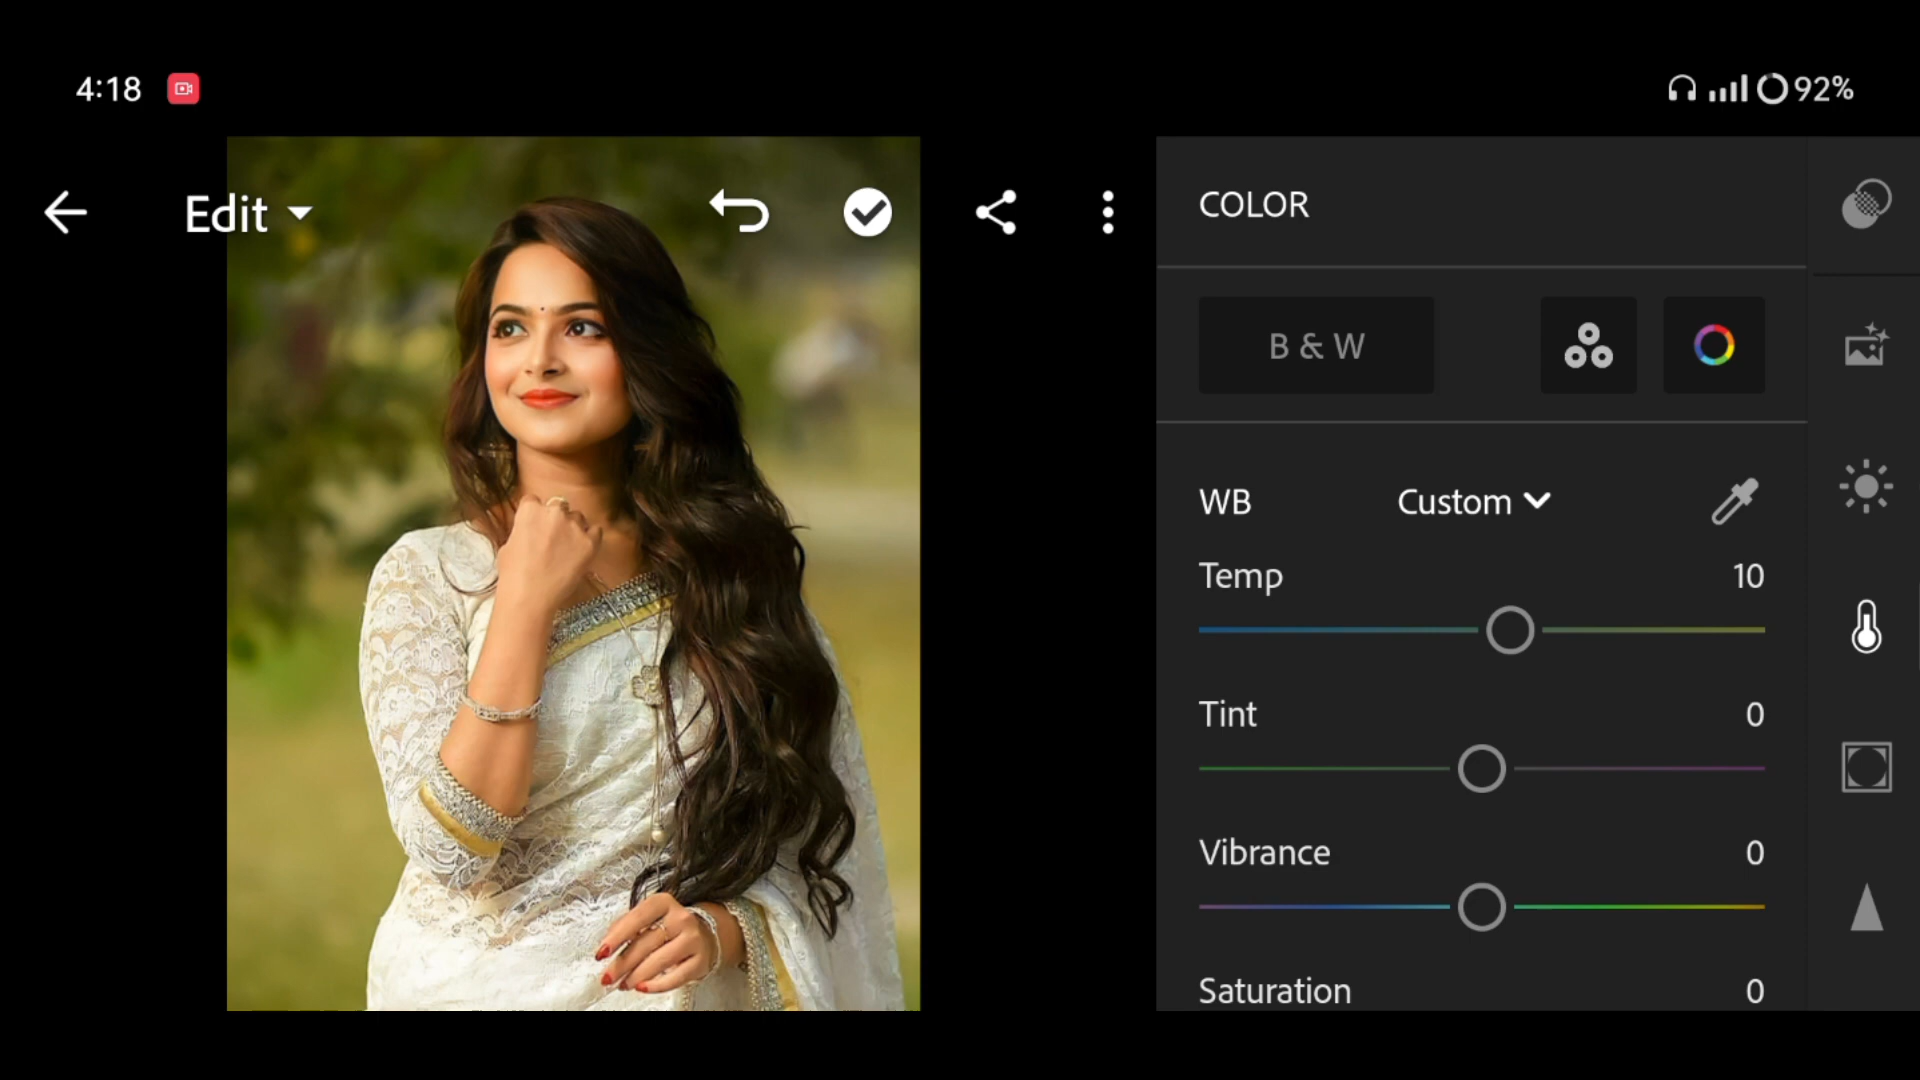 4:18
92%
Edit
COLOR
B & W
WB Custom
Temp 10
Tint 0
Vibrance 0
Saturation 0